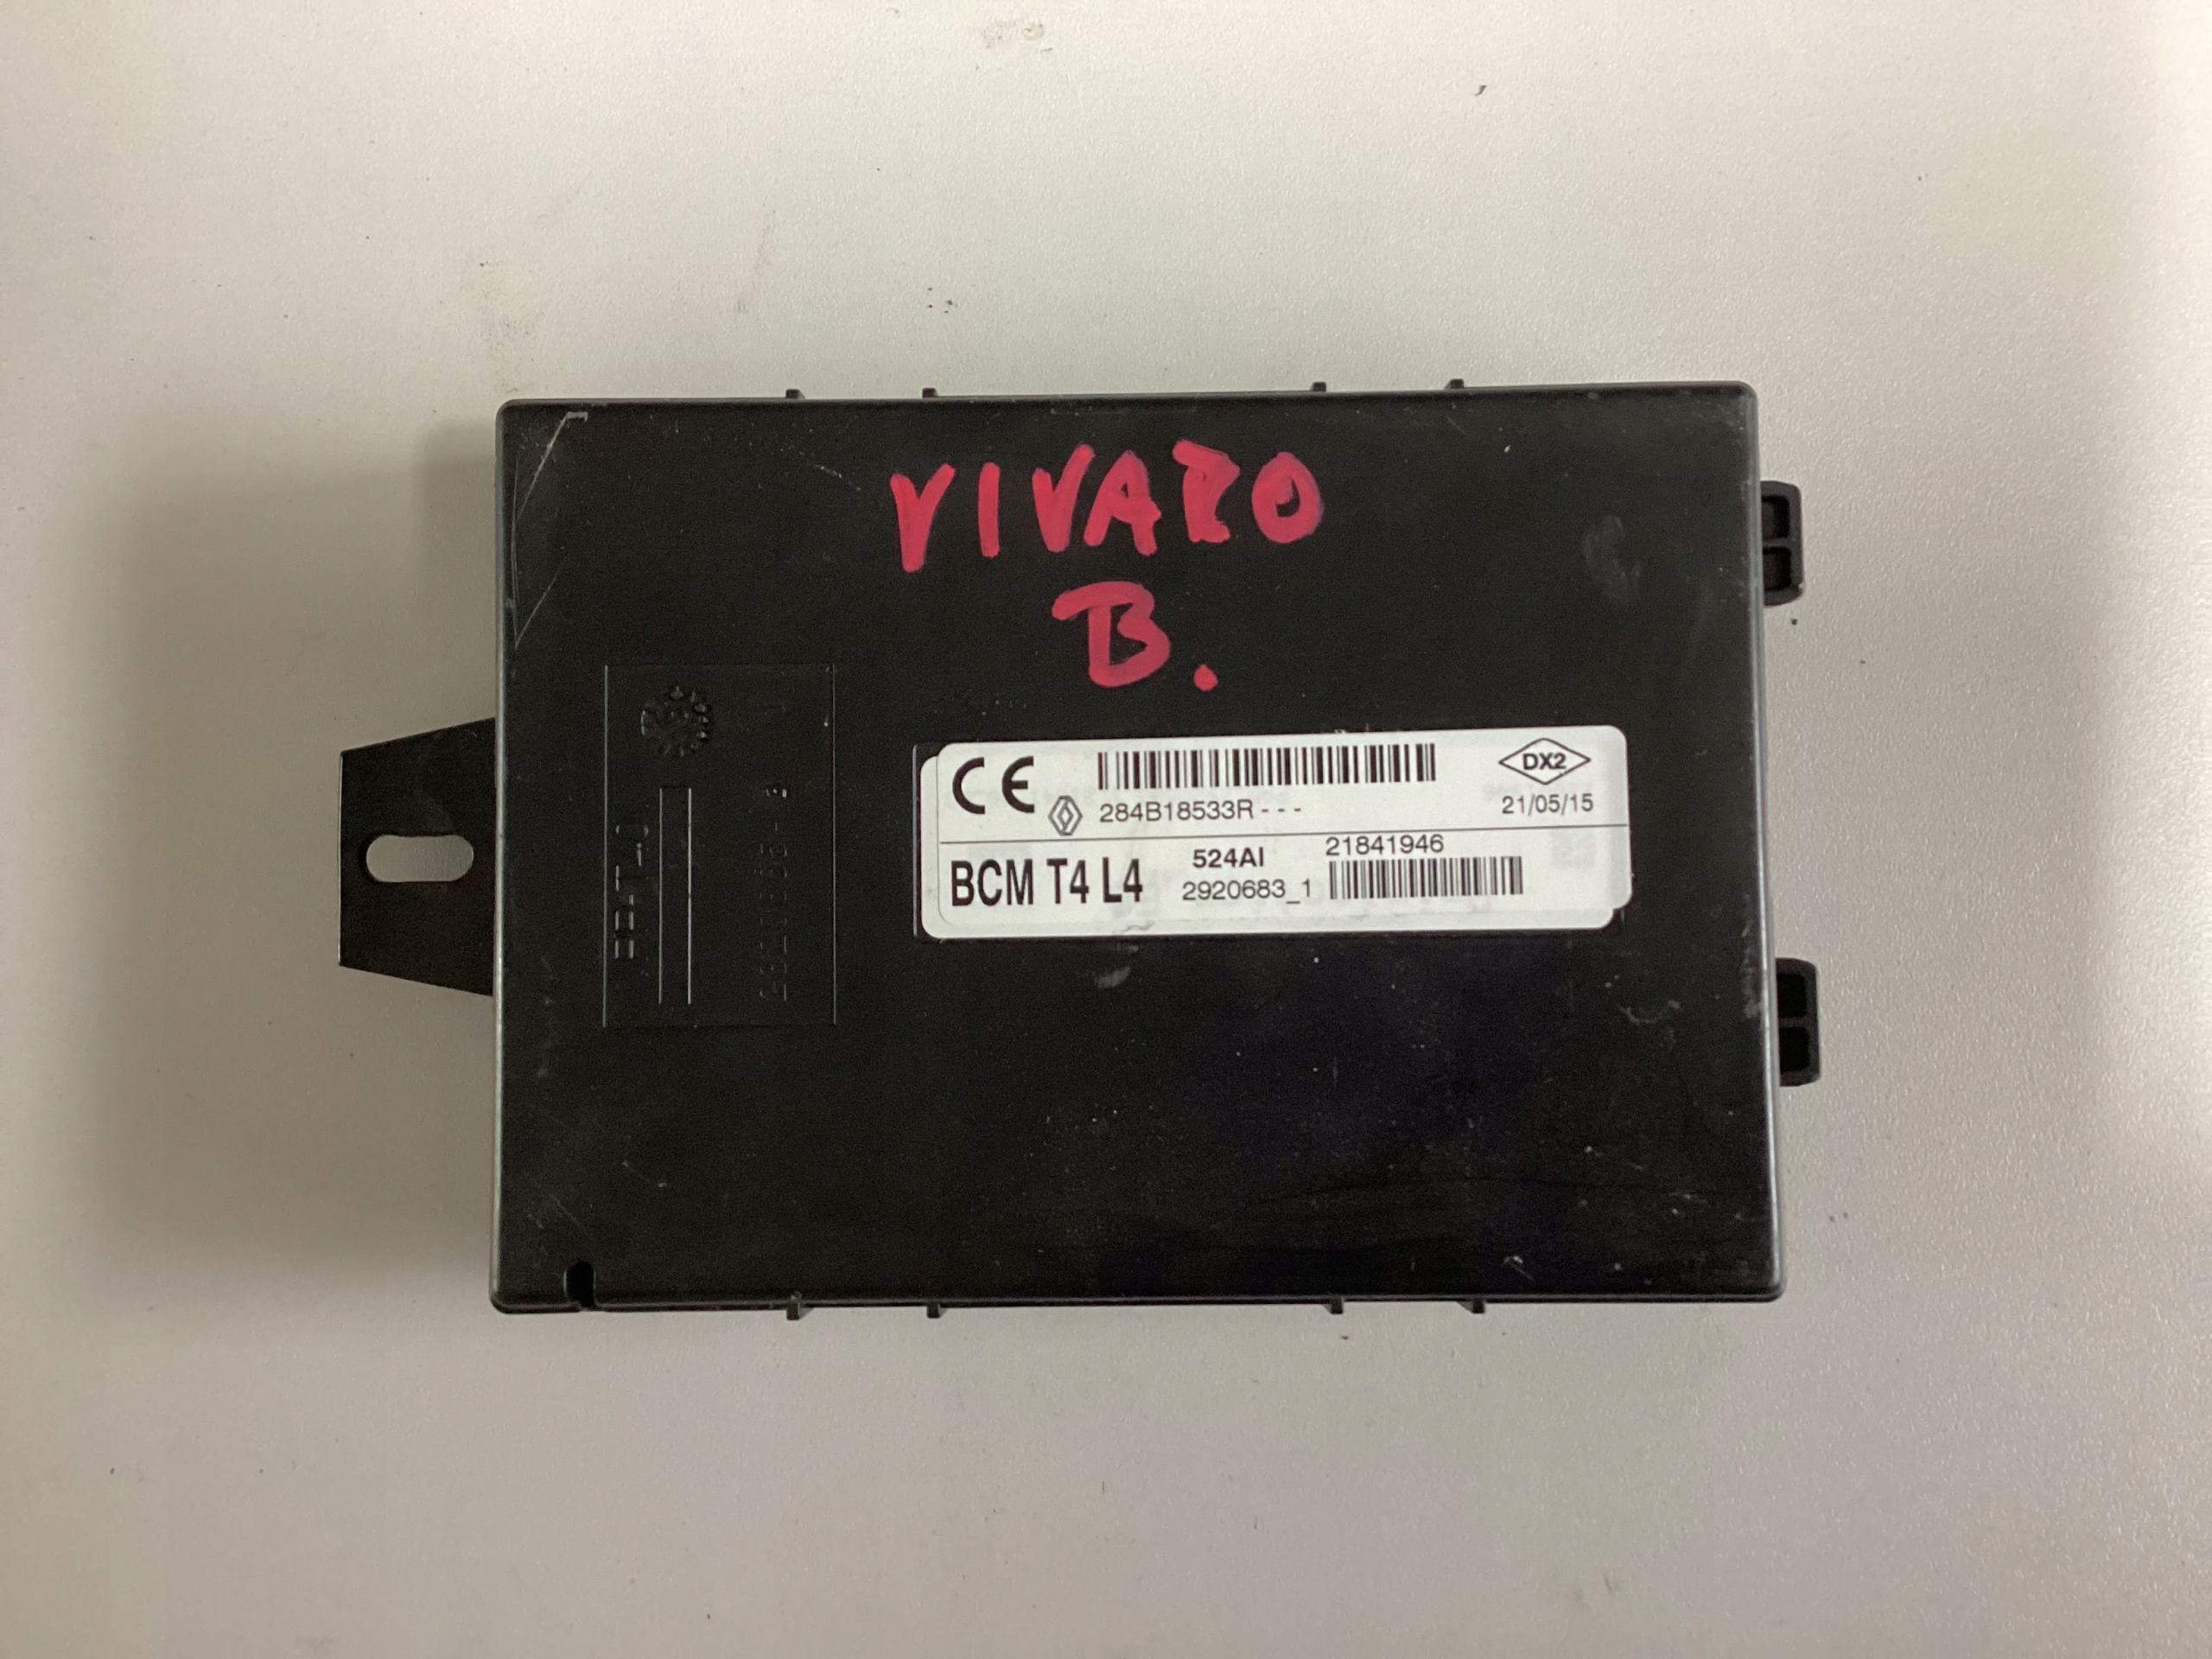 VIVARO
B.
CE
284B18533R - - -
DX2
21/05/15
BCM T4 L4
524AI
2920683_1
21841946